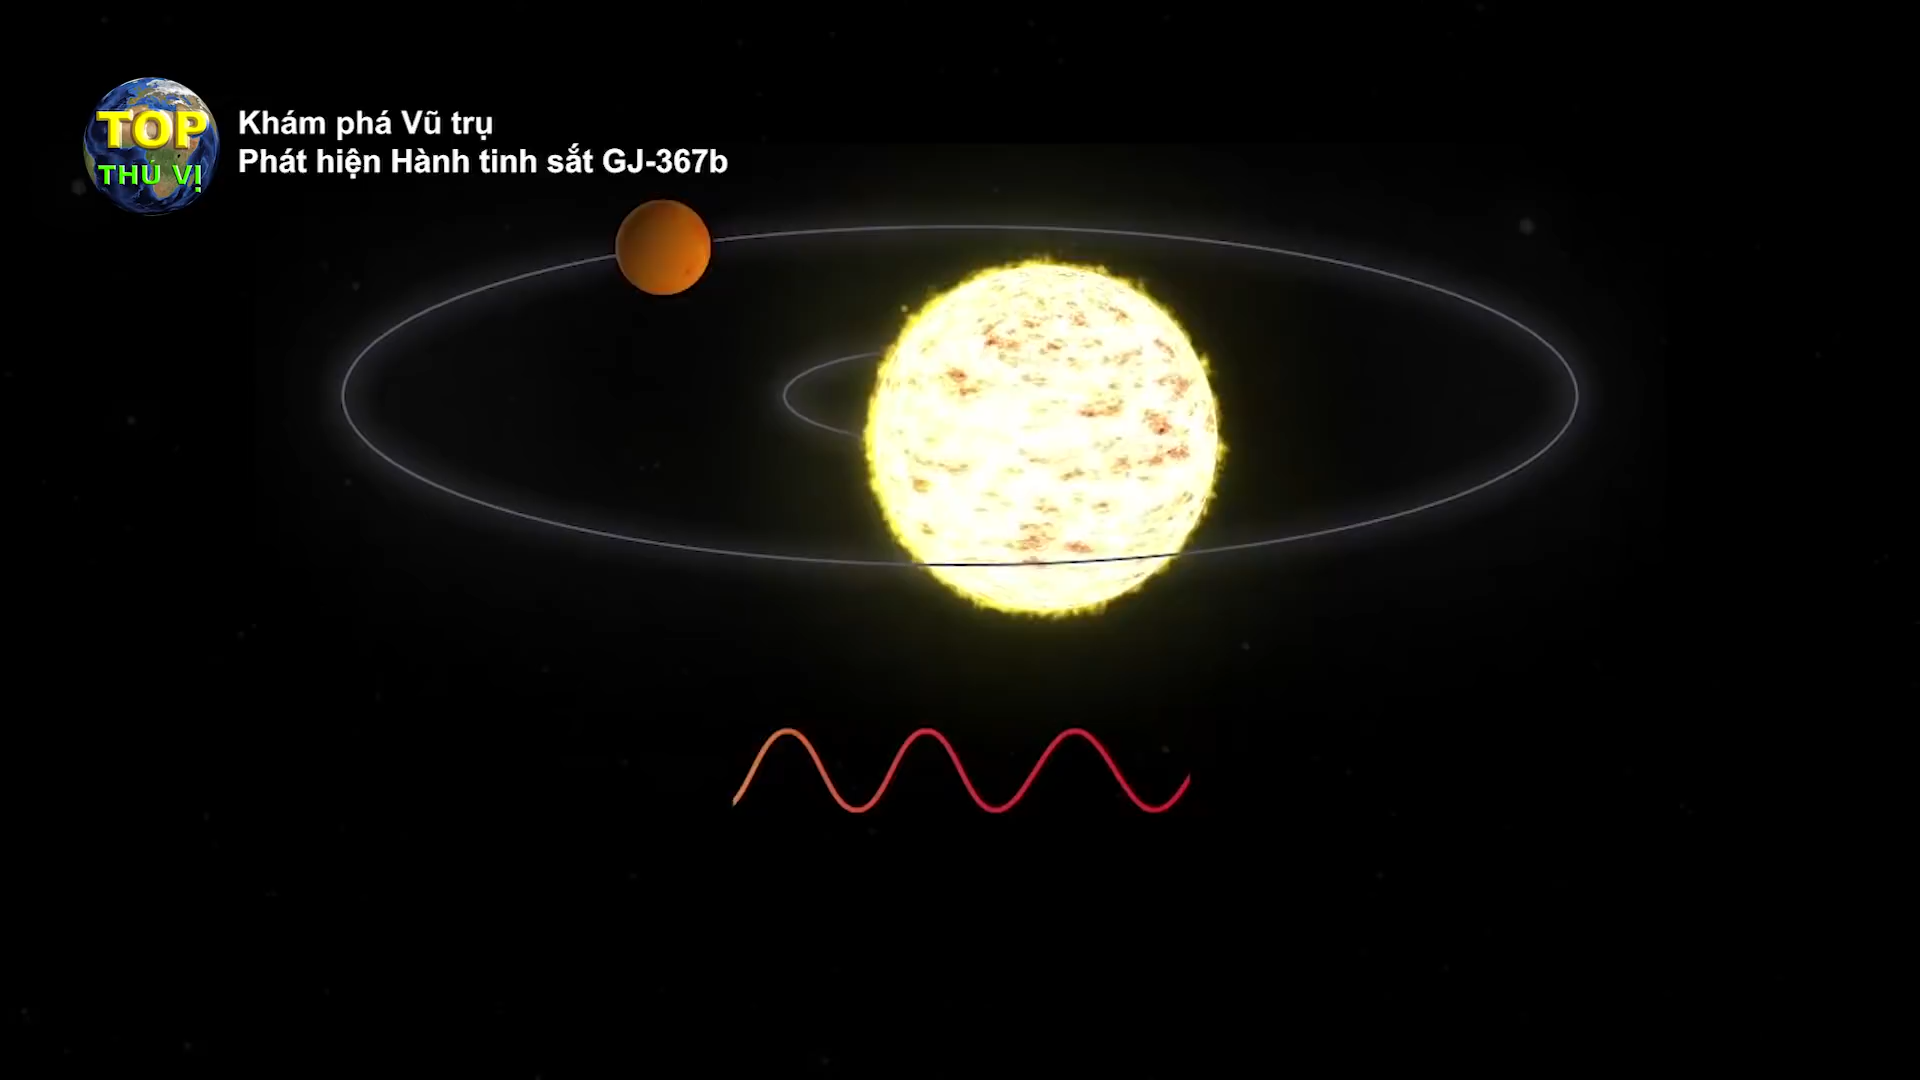 TOP
THÚ VỊ
Khám phá Vũ trụ
Phát hiện Hành tinh sắt GJ-367b